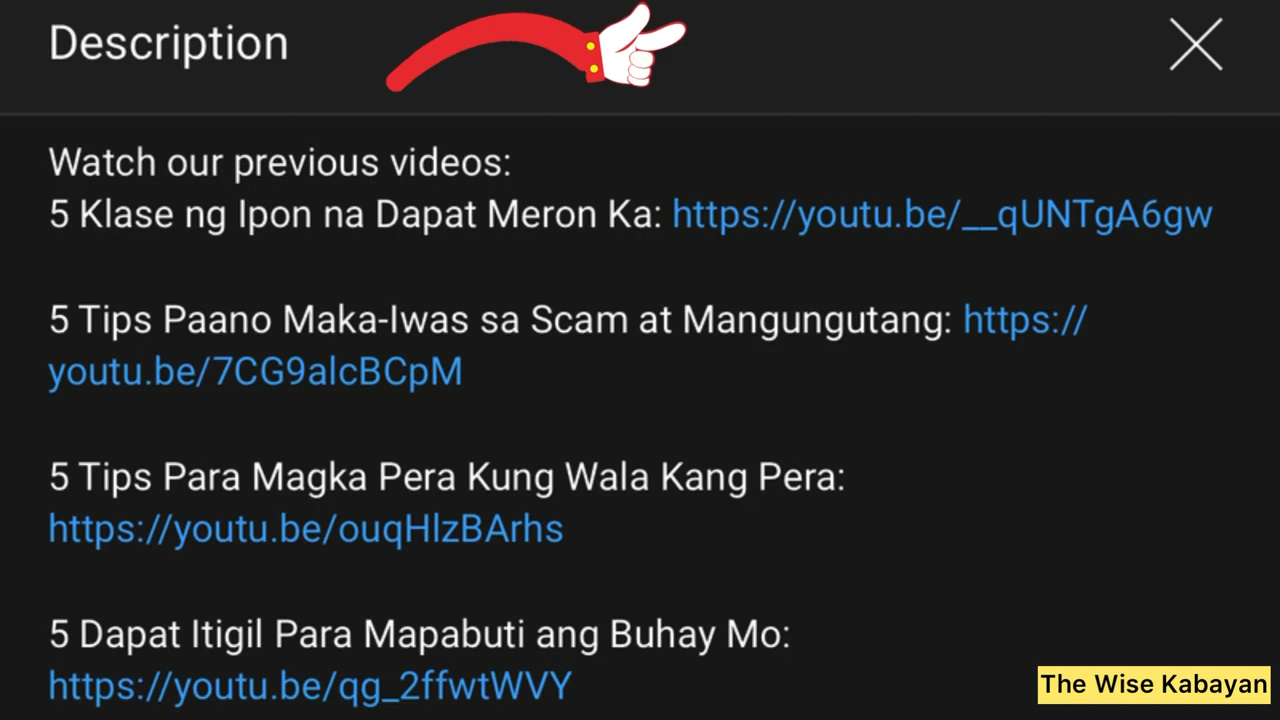 Description
Watch our previous videos:
5 Klase ng Ipon na Dapat Meron Ka: https://youtu.be/__qUNTgA6gw
5 Tips Paano Maka-Iwas sa Scam at Mangungutang: https://
youtu.be/7CG9alcBCpM
5 Tips Para Magka Pera Kung Wala Kang Pera:
https://youtu.be/ouqHlzBArhs
5 Dapat Itigil Para Mapabuti ang Buhay Mo:
https://youtu.be/qg_2ffwtWVY
The Wise Kabayan